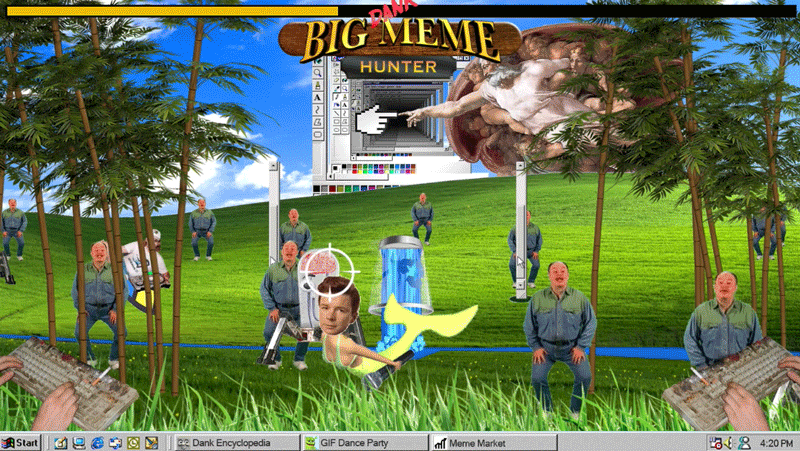 DANK
BIG MEME
HUNTER
Start
Dank Encyclopedia
GIF Dance Party
Meme Market
4:20 PM